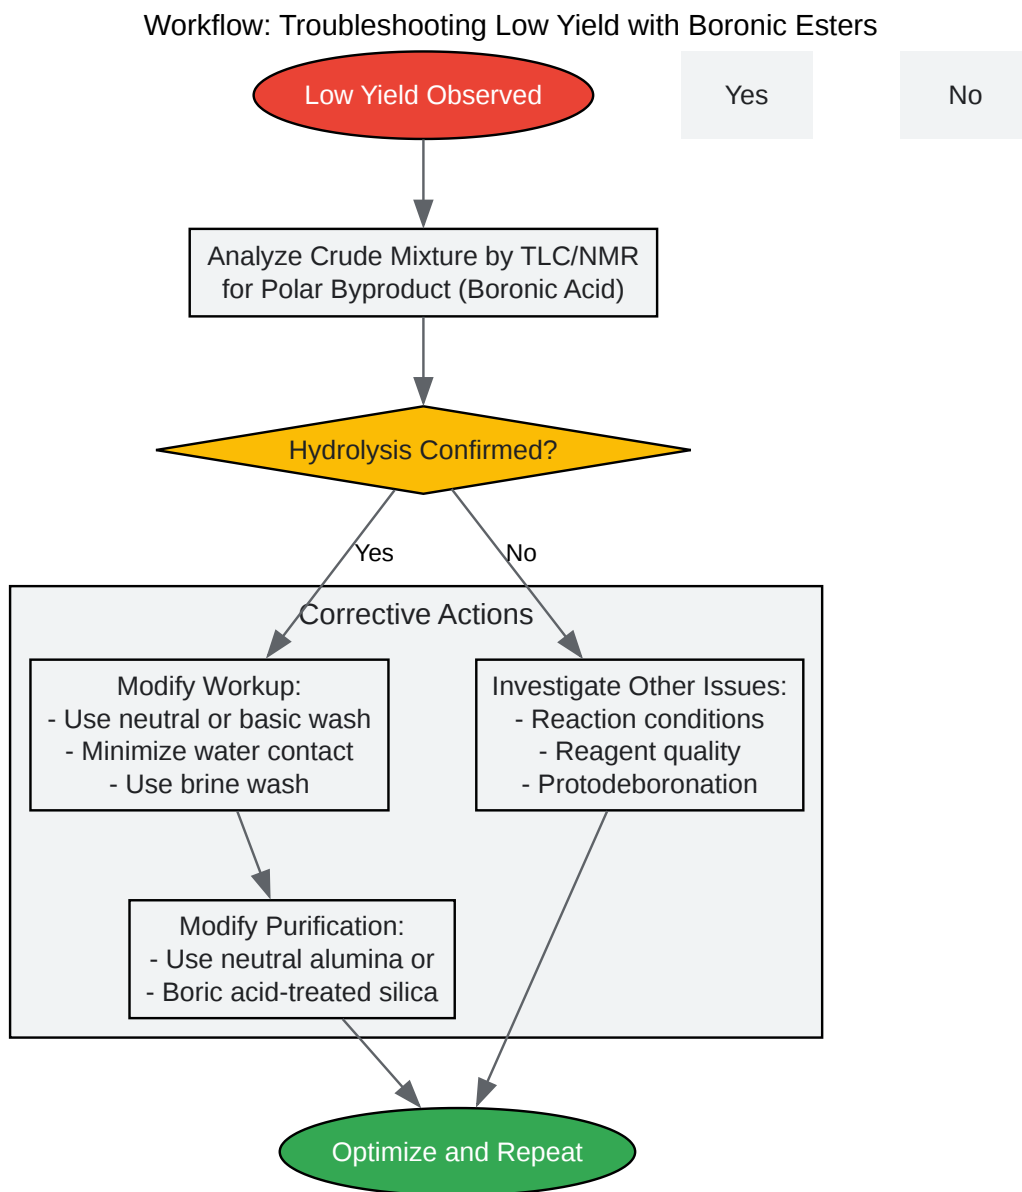 Workflow: Troubleshooting Low Yield with Boronic Esters
Low Yield Observed
Yes
No
Analyze Crude Mixture by TLC/NMR
for Polar Byproduct (Boronic Acid)
Hydrolysis Confirmed?
Yes
No
Corrective Actions
Modify Workup:
- Use neutral or basic wash
- Minimize water contact
- Use brine wash
Investigate Other Issues:
- Reaction conditions
- Reagent quality
- Protodeboronation
Modify Purification:
- Use neutral alumina or
- Boric acid-treated silica
Optimize and Repeat